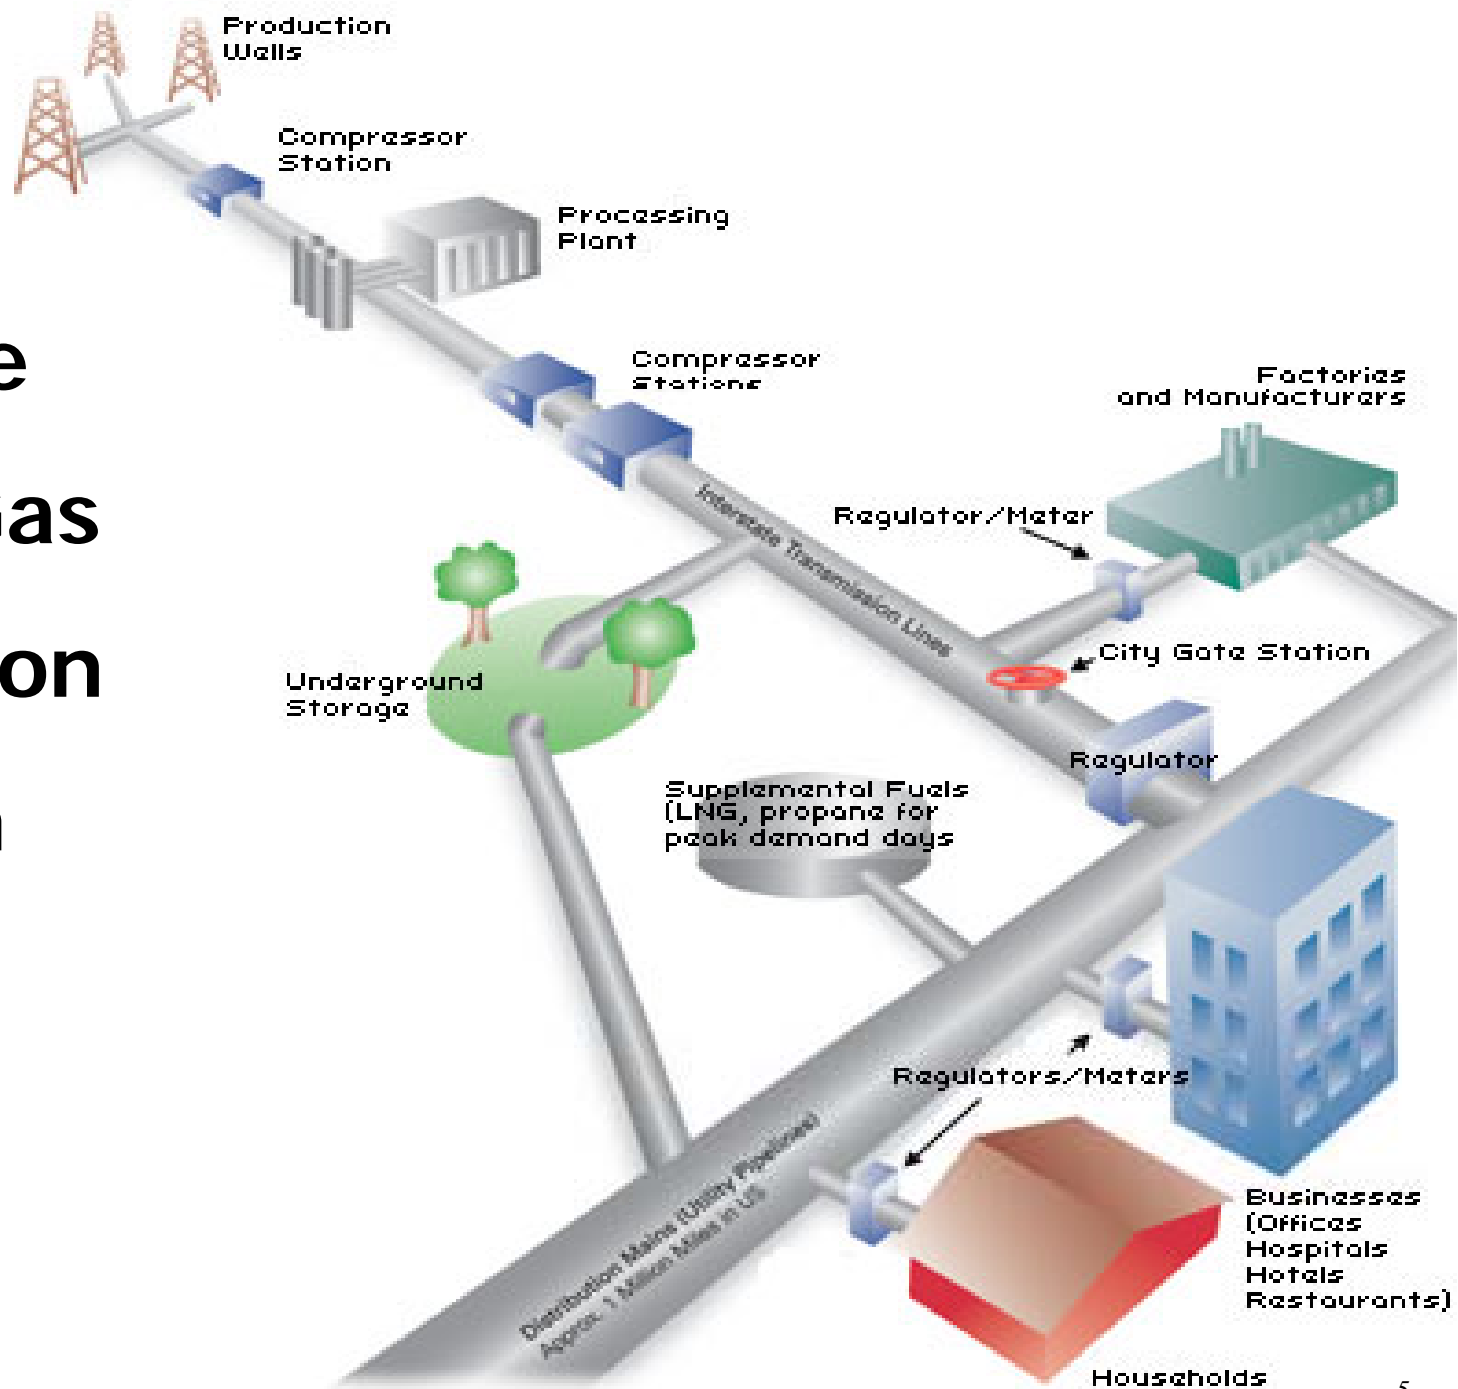 Production
Wells
Compressor
Station
Processing
Plant
e
Compressor
Stations
Factories
and Manufacturers
Gas
Regulator/Meter
Interstate Transmission Lines
on
City Gate Station
Underground
Storage
Regulator
Supplemental Fuels
(LNG, propane for
peak demand days
Regulators/Meters
Distribution Mains (Utility Pipelines)
Approx. 1 Million Miles in US
Businesses
(Offices
Hospitals
Hotels
Restaurants)
Households
5